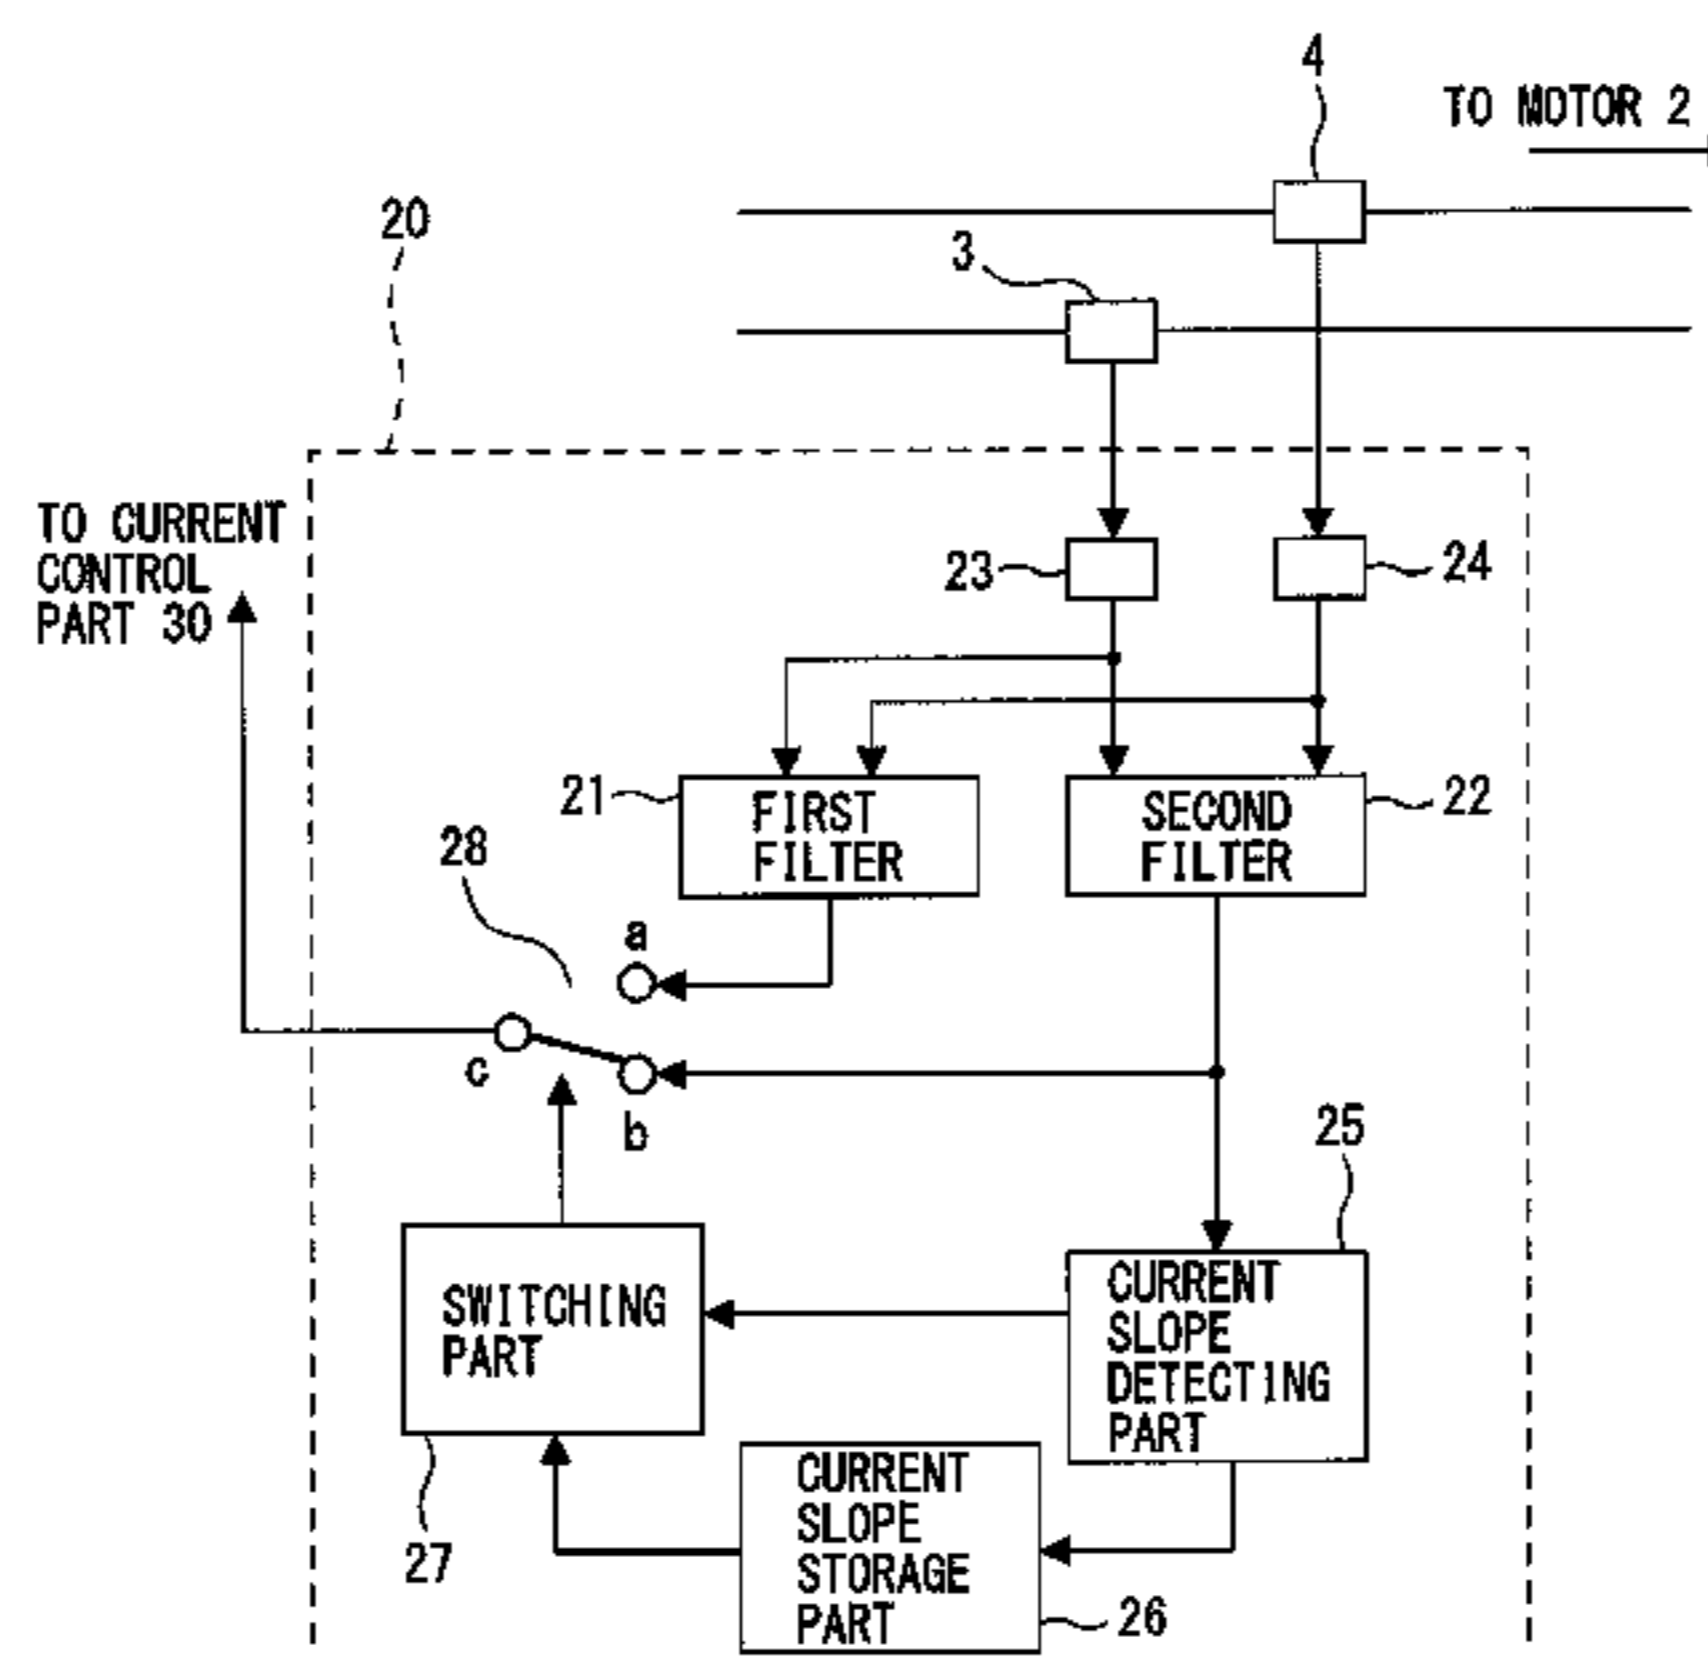 4
TO MOTOR 2
20
3
TO CURRENT
CONTROL
PART 30
23
24
21
FIRST
FILTER
SECOND
FILTER
22
28
a
c
b
25
SWITCHING
PART
CURRENT
SLOPE
DETECTING
PART
27
CURRENT
SLOPE
STORAGE
PART
26